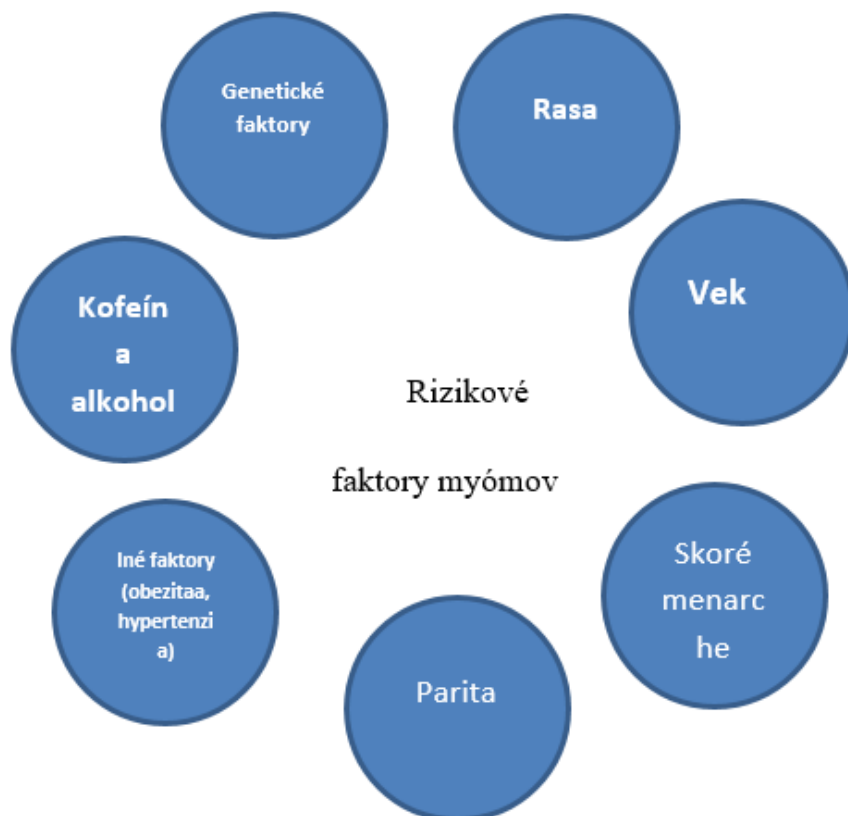 Genetické
faktory
Rasa
Vek
Kofeín
a
alkohol
Rizikové
faktory myómov
Skoré
menarc
he
Iné faktory
(obezitaa,
hypertenzi
a)
Parita